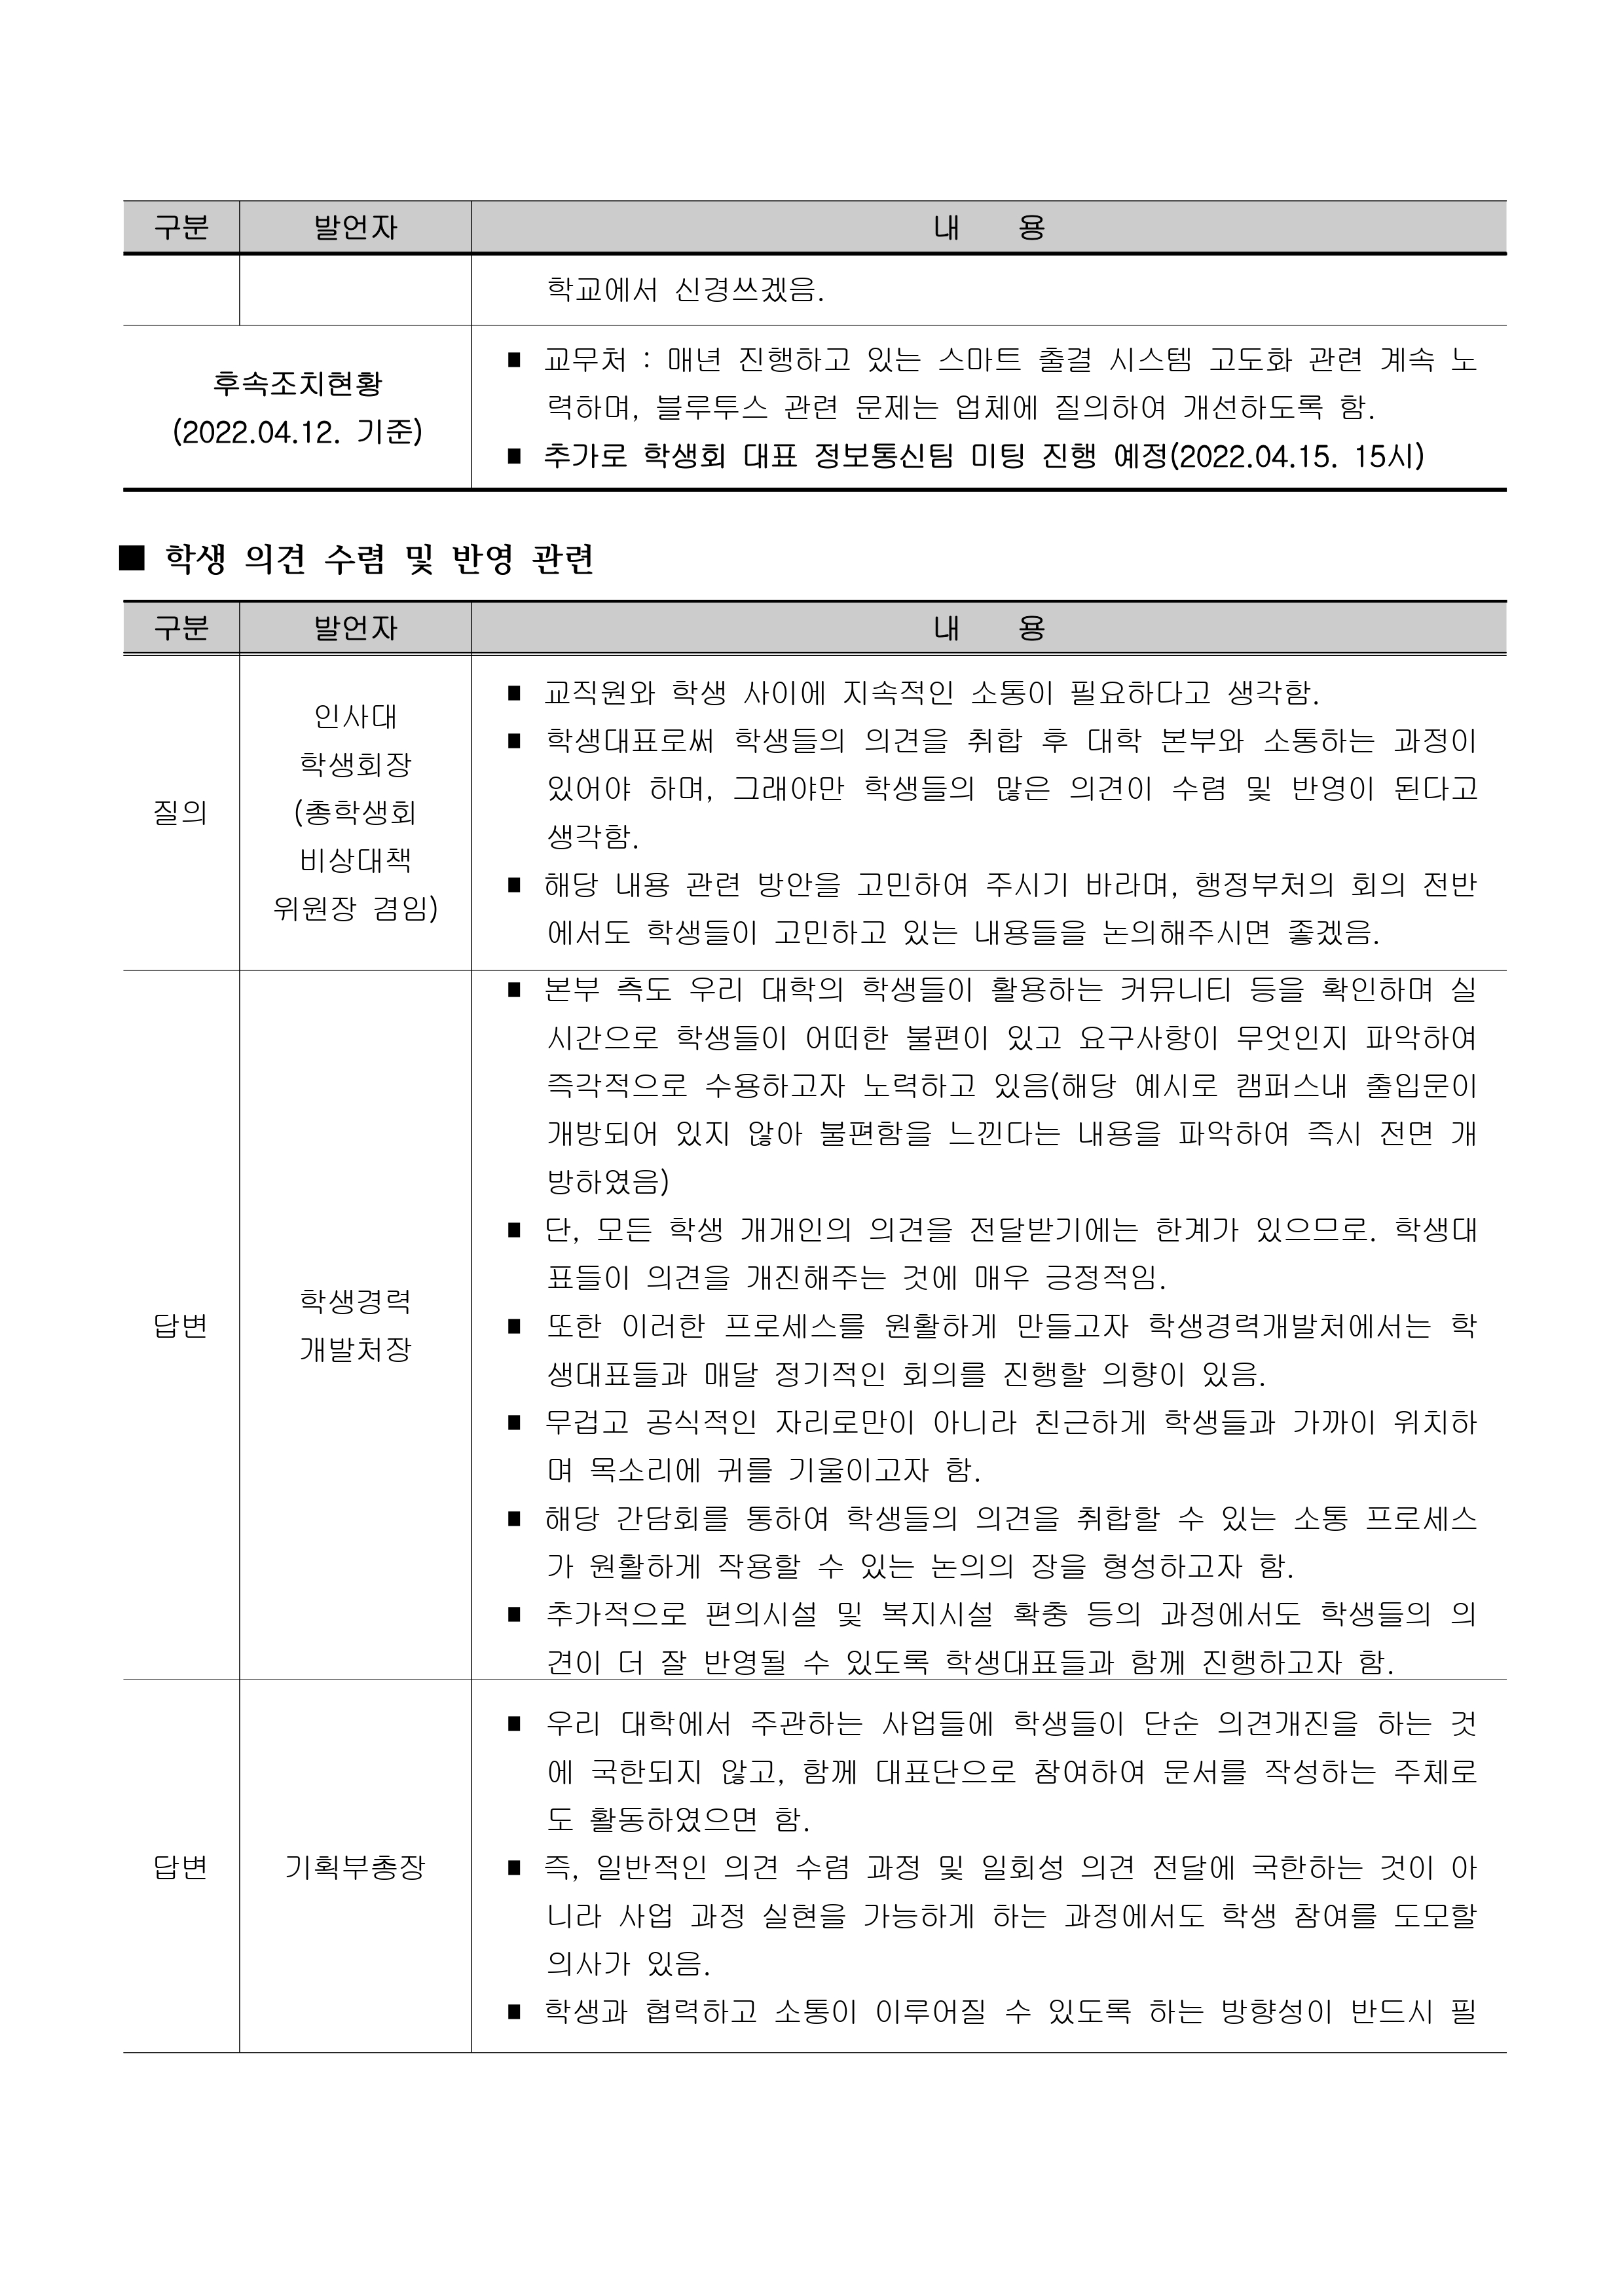 구분 발언자 내 용
학교에서 신경쓰겠음.
후속조치현황
(2022.04.12. 기준)
■ 교무처 : 매년 진행하고 있는 스마트 출결 시스템 고도화 관련 계속 노
력하며, 블루투스 관련 문제는 업체에 질의하여 개선하도록 함.
■ 추가로 학생회 대표 정보통신팀 미팅 진행 예정(2022.04.15. 15시)
■ 학생 의견 수렴 및 반영 관련
구분 발언자 내 용
질의
인사대
학생회장
(총학생회
비상대책
위원장 겸임)
■ 교직원와 학생 사이에 지속적인 소통이 필요하다고 생각함.
■ 학생대표로써 학생들의 의견을 취합 후 대학 본부와 소통하는 과정이
있어야 하며, 그래야만 학생들의 많은 의견이 수렴 및 반영이 된다고
생각함.
■ 해당 내용 관련 방안을 고민하여 주시기 바라며, 행정부처의 회의 전반
에서도 학생들이 고민하고 있는 내용들을 논의해주시면 좋겠음.
답변
학생경력
개발처장
■ 본부 측도 우리 대학의 학생들이 활용하는 커뮤니티 등을 확인하며 실
시간으로 학생들이 어떠한 불편이 있고 요구사항이 무엇인지 파악하여
즉각적으로 수용하고자 노력하고 있음(해당 예시로 캠퍼스내 출입문이
개방되어 있지 않아 불편함을 느낀다는 내용을 파악하여 즉시 전면 개
방하였음)
■ 단, 모든 학생 개개인의 의견을 전달받기에는 한계가 있으므로. 학생대
표들이 의견을 개진해주는 것에 매우 긍정적임.
■ 또한 이러한 프로세스를 원활하게 만들고자 학생경력개발처에서는 학
생대표들과 매달 정기적인 회의를 진행할 의향이 있음.
■ 무겁고 공식적인 자리로만이 아니라 친근하게 학생들과 가까이 위치하
며 목소리에 귀를 기울이고자 함.
■ 해당 간담회를 통하여 학생들의 의견을 취합할 수 있는 소통 프로세스
가 원활하게 작용할 수 있는 논의의 장을 형성하고자 함.
■ 추가적으로 편의시설 및 복지시설 확충 등의 과정에서도 학생들의 의
견이 더 잘 반영될 수 있도록 학생대표들과 함께 진행하고자 함.
답변
기획부총장
■ 우리 대학에서 주관하는 사업들에 학생들이 단순 의견개진을 하는 것
에 국한되지 않고, 함께 대표단으로 참여하여 문서를 작성하는 주체로
도 활동하였으면 함.
■ 즉, 일반적인 의견 수렴 과정 및 일회성 의견 전달에 국한하는 것이 아
니라 사업 과정 실현을 가능하게 하는 과정에서도 학생 참여를 도모할
의사가 있음.
■ 학생과 협력하고 소통이 이루어질 수 있도록 하는 방향성이 반드시 필